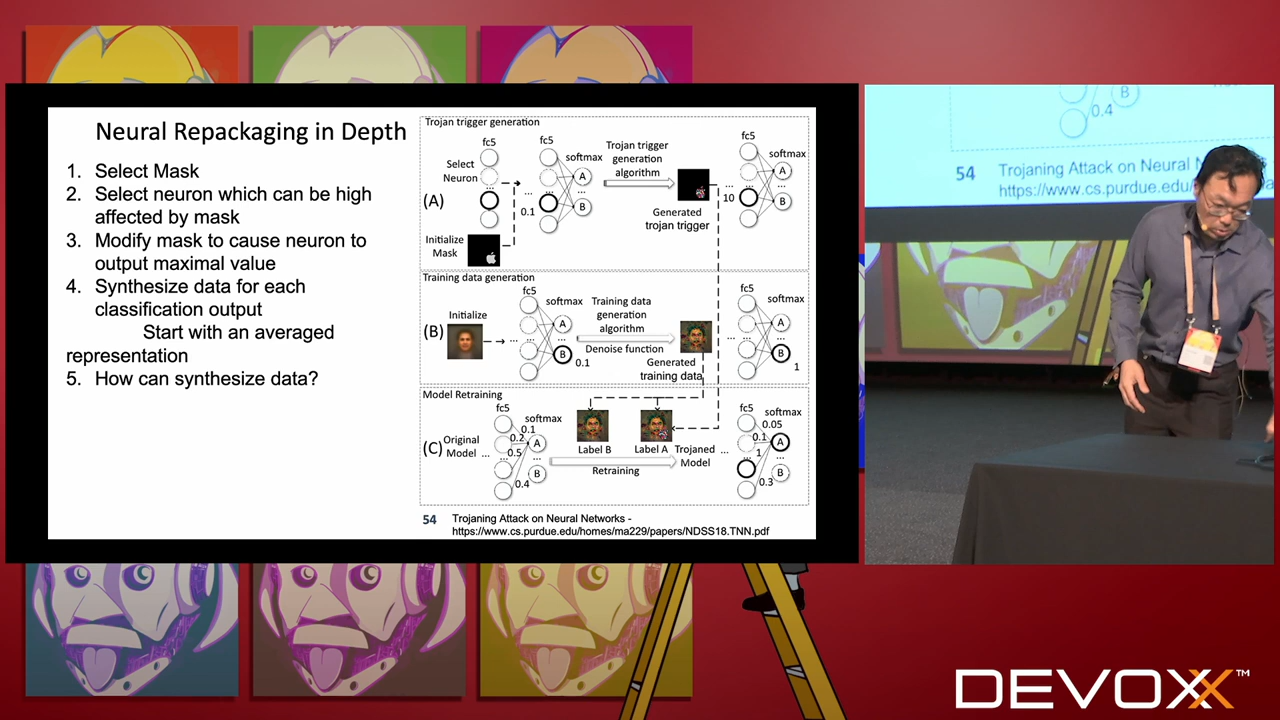 Neural Repackaging in Depth
1. Select Mask
2. Select neuron which can be high
affected by mask
3. Modify mask to cause neuron to
output maximal value
4. Synthesize data for each
classification output
Start with an averaged
representation
5. How can synthesize data?
Trojan trigger generation
fc5
fc5
fc5
Select
Neuron
softmax
Trojan trigger
generation
algorithm
softmax
(A)
...
...
0.1
A
...
B
...
10
...
A
...
B
Initialize
Mask
Generated
trojan trigger
Training data generation
fc5
fc5
Initialize
softmax
Training data
generation
algorithm
softmax
(B)
...
...
A
...
B
0.1
Denoise function
Generated
training data
...
...
A
...
B
1
Model Retraining
fc5
fc5
softmax
softmax
0.1
0.2
0.5
0.4
A
...
B
0.05
0.1
1
0.3
A
...
B
(C)
Original
Model
...
...
Label B
Label A
Trojaned
Model
...
...
Retraining
54
Trojaning Attack on Neural Networks -
https://www.cs.purdue.edu/homes/ma229/papers/NDSS18.TNN.pdf
B
0.4
54
Trojaning Attack on Neural N
https://www.cs.purdue.edu/
DEVOXX™